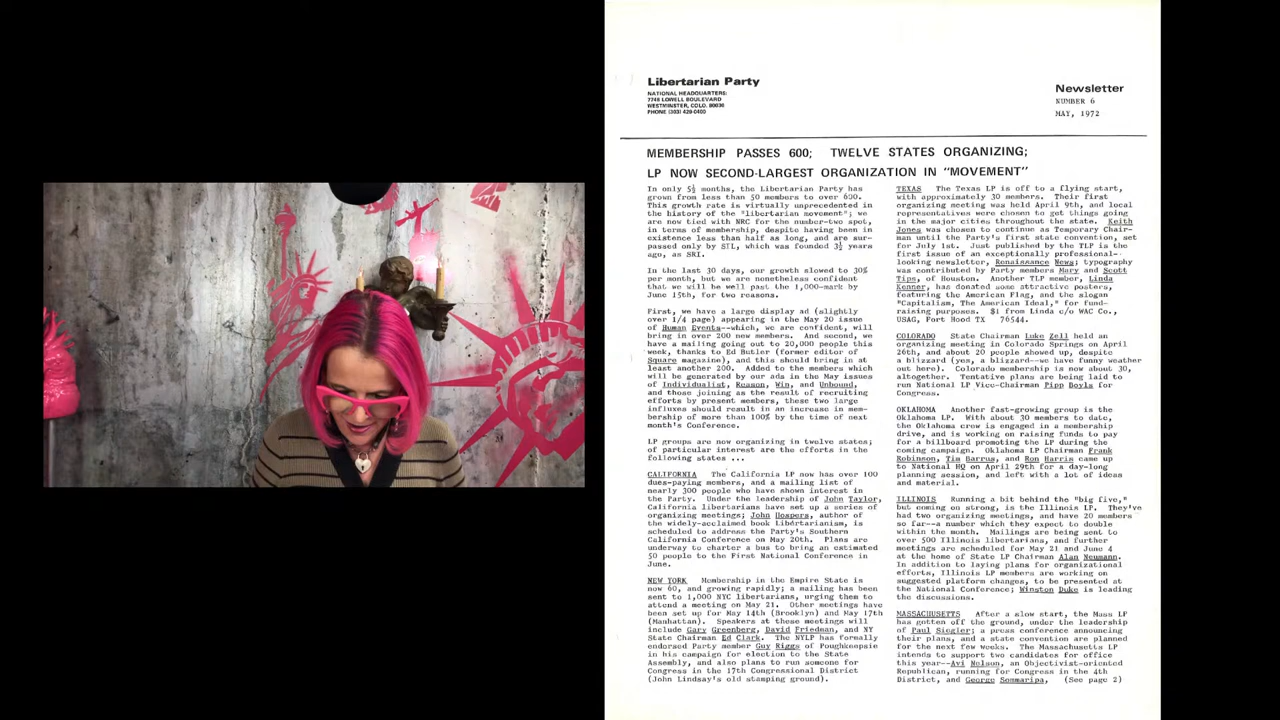 Libertarian Party
NATIONAL HEADQUARTERS:
7748 LOWELL BOULEVARD
WESTMINSTER, COLO. 80030
PHONE (303) 429-0400
Newsletter
NUMBER 6
MAY, 1972
MEMBERSHIP PASSES 600; TWELVE STATES ORGANIZING;
LP NOW SECOND-LARGEST ORGANIZATION IN "MOVEMENT"
In only 5½ months, the Libertarian Party has
grown from less than 50 members to over 600.
This growth rate is virtually unprecedented in
the history of the "libertarian movement"; we
are now tied with NRC for the number-two spot,
in terms of membership, despite having been in
existence less than half as long, and are sur-
passed only by SIL, which was founded 3½ years
ago, as SRI.
In the last 30 days, our growth slowed to 30%
per month, but we are nonetheless confident
that we will be well past the 1,000-mark by
June 15th, for two reasons.
First, we have a large display ad (slightly
over 1/4 page) appearing in the May 20 issue
of Human Events--which, we are confident, will
bring in over 200 new members. And second, we
have a mailing going out to 20,000 people this
week, thanks to Ed Butler (former editor of
Square magazine), and this should bring in at
least another 200. Added to the members which
will be generated by our ads in the May issues
of Individualist, Reason, Win, and Unbound,
and those joining as the result of recruiting
efforts by present members, these two large
influxes should result in an increase in mem-
bership of more than 100% by the time of next
month's Conference.
LP groups are now organizing in twelve states;
of particular interest are the efforts in the
following states ...
CALIFORNIA The California LP now has over 100
dues-paying members, and a mailing list of
nearly 300 people who have shown interest in
the Party. Under the leadership of John Taylor,
California libertarians have set up a series of
organizing meetings; John Hospers, author of
the widely-acclaimed book Libertarianism, is
scheduled to address the Party's Southern
California Conference on May 20th. Plans are
underway to charter a bus to bring an estimated
50 people to the First National Conference in
June.
NEW YORK Membership in the Empire State is
now 60, and growing rapidly; a mailing has been
sent to 1,000 NYC libertarians, urging them to
attend a meeting on May 21. Other meetings have
been set up for May 14th (Brooklyn) and May 17th
(Manhattan). Speakers at these meetings will
include Gary Greenberg, David Friedman, and NY
State Chairman Ed Clark. The NYLP has formally
endorsed Party member Guy Riggs of Poughkeepsie
in his campaign for election to the State
Assembly, and also plans to run someone for
Congress in the 17th Congressional District
(John Lindsay's old stamping ground).
TEXAS The Texas LP is off to a flying start,
with approximately 30 members. Their first
organizing meeting was held April 9th, and local
representatives were chosen to get things going
in the major cities throughout the state. Keith
Jones was chosen to continue as Temporary Chair-
man until the Party's first state convention, set
for July 1st. Just published by the TLP is the
first issue of an exceptionally professional-
looking newsletter, Renaissance News; typography
was contributed by Party members Mary and Scott
Tips, of Houston. Another TLP member, Linda
Kenner, has donated some attractive posters,
featuring the American Flag, and the slogan
"Capitalism, The American Ideal," for fund-
raising purposes. $1 from Linda c/o WAC Co.,
USAG, Fort Hood TX 76544.
COLORADO State Chairman Luke Zell held an
organizing meeting in Colorado Springs on April
26th, and about 20 people showed up, despite
a blizzard (yes, a blizzard--we have funny weather
out here). Colorado membership is now about 30,
altogether. Tentative plans are being laid to
run National LP Vice-Chairman Pipp Boyls for
Congress.
OKLAHOMA Another fast-growing group is the
Oklahoma LP. With about 30 members to date,
the Oklahoma crew is engaged in a membership
drive, and is working on raising funds to pay
for a billboard promoting the LP during the
coming campaign. Oklahoma LP Chairman Frank
Robinson, Tim Barrus, and Ron Harris came up
to National HQ on April 29th for a day-long
planning session, and left with a lot of ideas
and material.
ILLINOIS Running a bit behind the "big five,"
but coming on strong, is the Illinois LP. They've
had two organizing meetings, and have 20 members
so far--a number which they expect to double
within the month. Mailings are being sent to
over 500 Illinois libertarians, and further
meetings are scheduled for May 21 and June 4
at the home of State LP Chairman Alan Neumann.
In addition to laying plans for organizational
efforts, Illinois LP members are working on
suggested platform changes, to be presented at
the National Conference; Winston Duke is leading
the discussions.
MASSACHUSETTS After a slow start, the Mass LP
has gotten off the ground, under the leadership
of Paul Siegler; a press conference announcing
their plans, and a state convention are planned
for the next few weeks. The Massachusetts LP
intends to support two candidates for office
this year--Avi Nelson, an Objectivist-oriented
Republican, running for Congress in the 4th
District, and George Sommaripa, (See page 2)